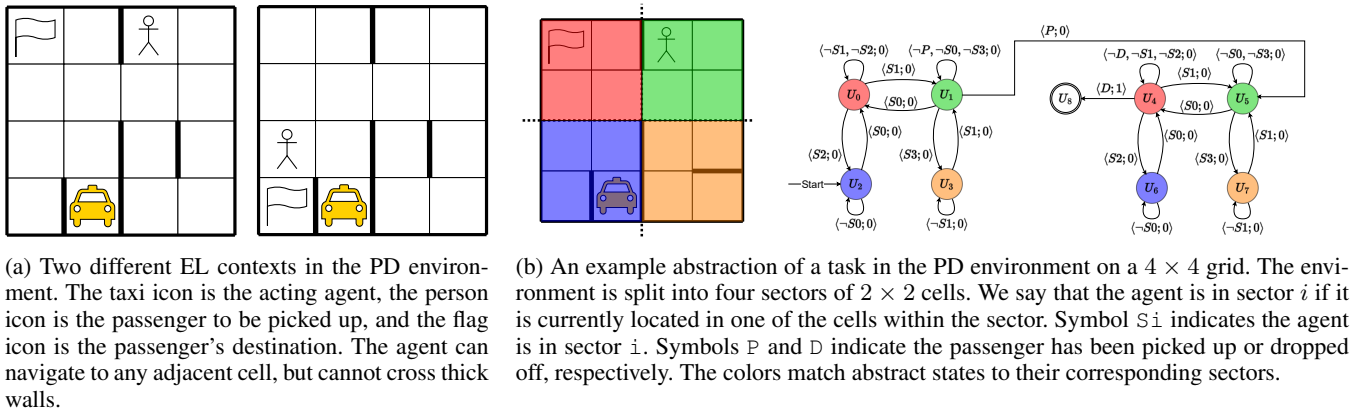 ⟨P; 0⟩
⟨¬S1, ¬S2; 0⟩
⟨¬P, ¬S0, ¬S3; 0⟩
⟨¬D, ¬S1, ¬S2; 0⟩
⟨¬S0, ¬S3; 0⟩
⟨S1; 0⟩
⟨S1; 0⟩
U0
U1
⟨D; 1⟩
U8
U4
U5
⟨S0; 0⟩
⟨S0; 0⟩
⟨S0; 0⟩
⟨S1; 0⟩
⟨S0; 0⟩
⟨S1; 0⟩
⟨S2; 0⟩
⟨S3; 0⟩
⟨S2; 0⟩
⟨S3; 0⟩
Start
U2
U3
U6
U7
⟨¬S0; 0⟩
⟨¬S1; 0⟩
⟨¬S0; 0⟩
⟨¬S1; 0⟩
(a) Two different EL contexts in the PD environ-
ment. The taxi icon is the acting agent, the person
icon is the passenger to be picked up, and the flag
icon is the passenger's destination. The agent can
navigate to any adjacent cell, but cannot cross thick
walls.
(b) An example abstraction of a task in the PD environment on a 4 × 4 grid. The envi-
ronment is split into four sectors of 2 × 2 cells. We say that the agent is in sector i if it
is currently located in one of the cells within the sector. Symbol Si indicates the agent
is in sector i. Symbols P and D indicate the passenger has been picked up or dropped
off, respectively. The colors match abstract states to their corresponding sectors.